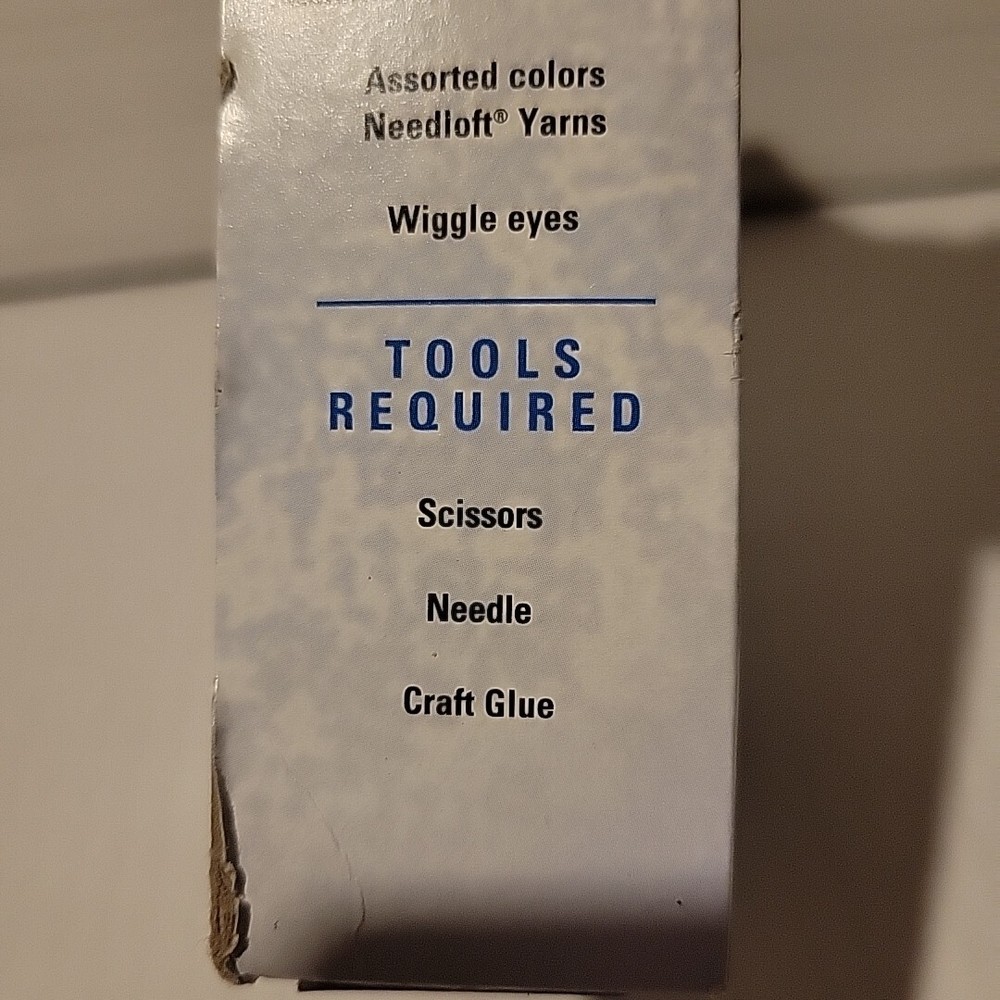 Assorted colors
Needloft® Yarns
Wiggle eyes
TOOLS
REQUIRED
Scissors
Needle
Craft Glue